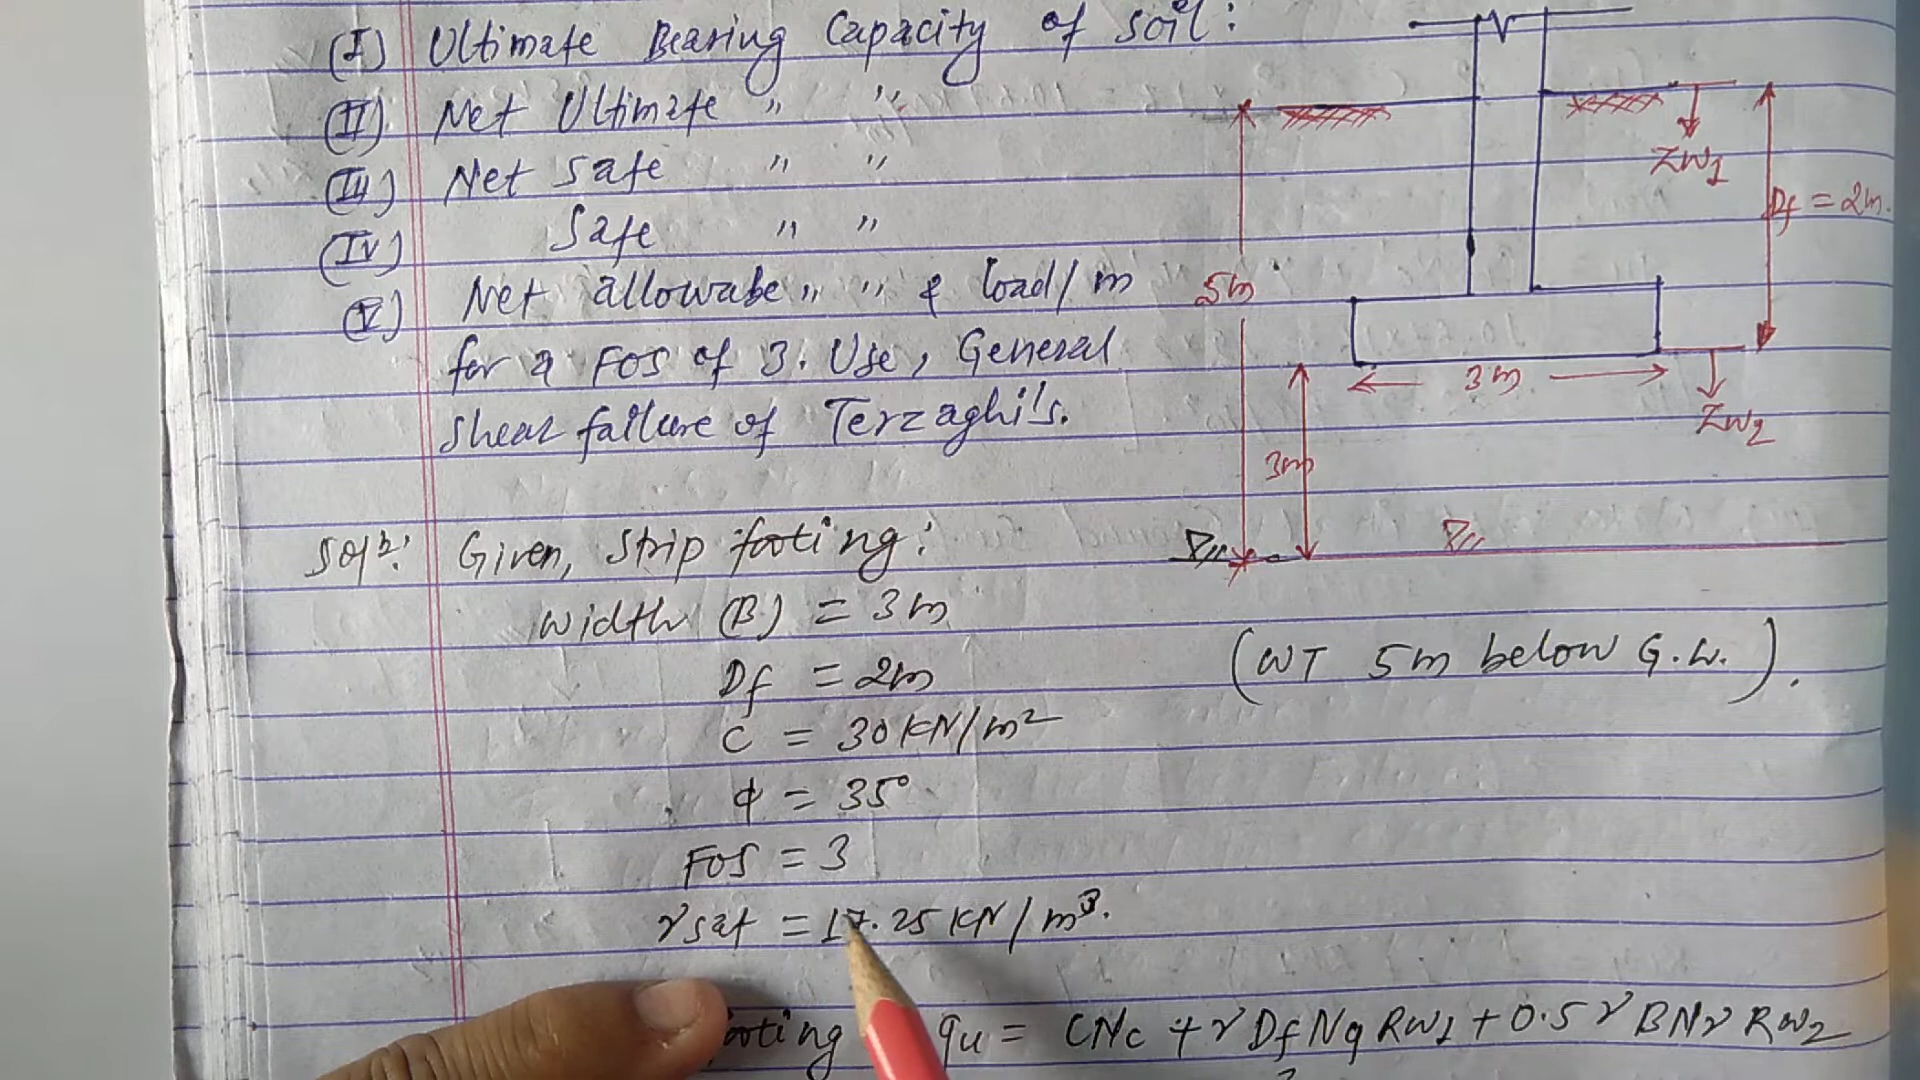 (I) Ultimate Bearing Capacity of soil:
(II) Net Ultimate " "
(III) Net safe " "
(IV) Safe " "
(V) Net allowabe " " & load/m
for a FOS of 3. Use, General
shear failure of Terzaghi's.
Zw1
Df = 2m.
5m
3m
Zw2
3m
Soln: Given, Strip footing:
width (B) = 3m
Df = 2m
(WT 5m below G.L.).
C = 30 KN/m²
φ = 35°
FOS = 3
γsat = 17.25 KN/m³.
footing qu = CNc + γ Df Nq Rw1 + 0.5 γ B Nγ Rw2